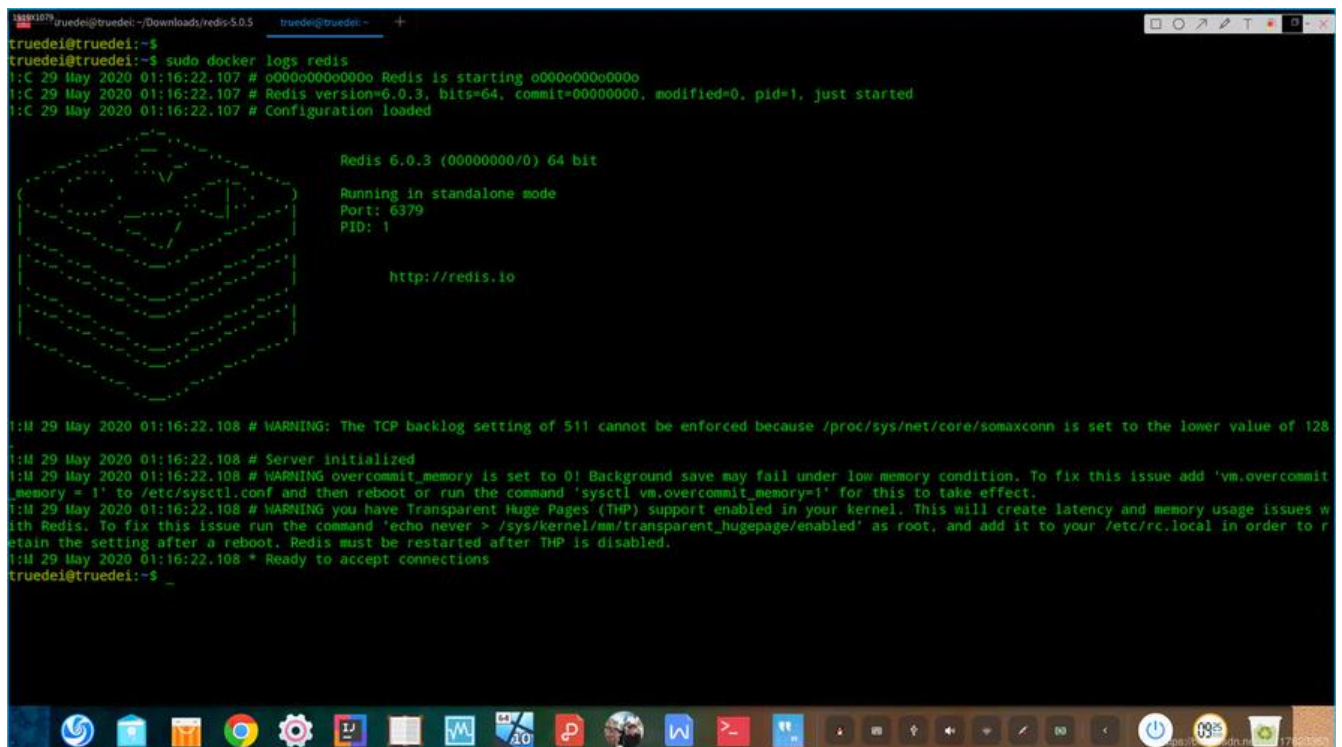 1919X1079
truedei@truedei: ~/Downloads/redis-5.0.5 truedei@truedei: ~ +
truedei@truedei:~$
truedei@truedei:~$ sudo docker logs redis
1:C 29 May 2020 01:16:22.107 # oO0OoO0OoO0Oo Redis is starting oO0OoO0OoO0Oo
1:C 29 May 2020 01:16:22.107 # Redis version=6.0.3, bits=64, commit=00000000, modified=0, pid=1, just started
1:C 29 May 2020 01:16:22.107 # Configuration loaded
Redis 6.0.3 (00000000/0) 64 bit
Running in standalone mode
Port: 6379
PID: 1
http://redis.io
1:M 29 May 2020 01:16:22.108 # WARNING: The TCP backlog setting of 511 cannot be enforced because /proc/sys/net/core/somaxconn is set to the lower value of 128
.
1:M 29 May 2020 01:16:22.108 # Server initialized
1:M 29 May 2020 01:16:22.108 # WARNING overcommit_memory is set to 0! Background save may fail under low memory condition. To fix this issue add 'vm.overcommit
_memory = 1' to /etc/sysctl.conf and then reboot or run the command 'sysctl vm.overcommit_memory=1' for this to take effect.
1:M 29 May 2020 01:16:22.108 # WARNING you have Transparent Huge Pages (THP) support enabled in your kernel. This will create latency and memory usage issues w
ith Redis. To fix this issue run the command 'echo never > /sys/kernel/mm/transparent_hugepage/enabled' as root, and add it to your /etc/rc.local in order to r
etain the setting after a reboot. Redis must be restarted after THP is disabled.
1:M 29 May 2020 01:16:22.108 * Ready to accept connections
truedei@truedei:~$ _